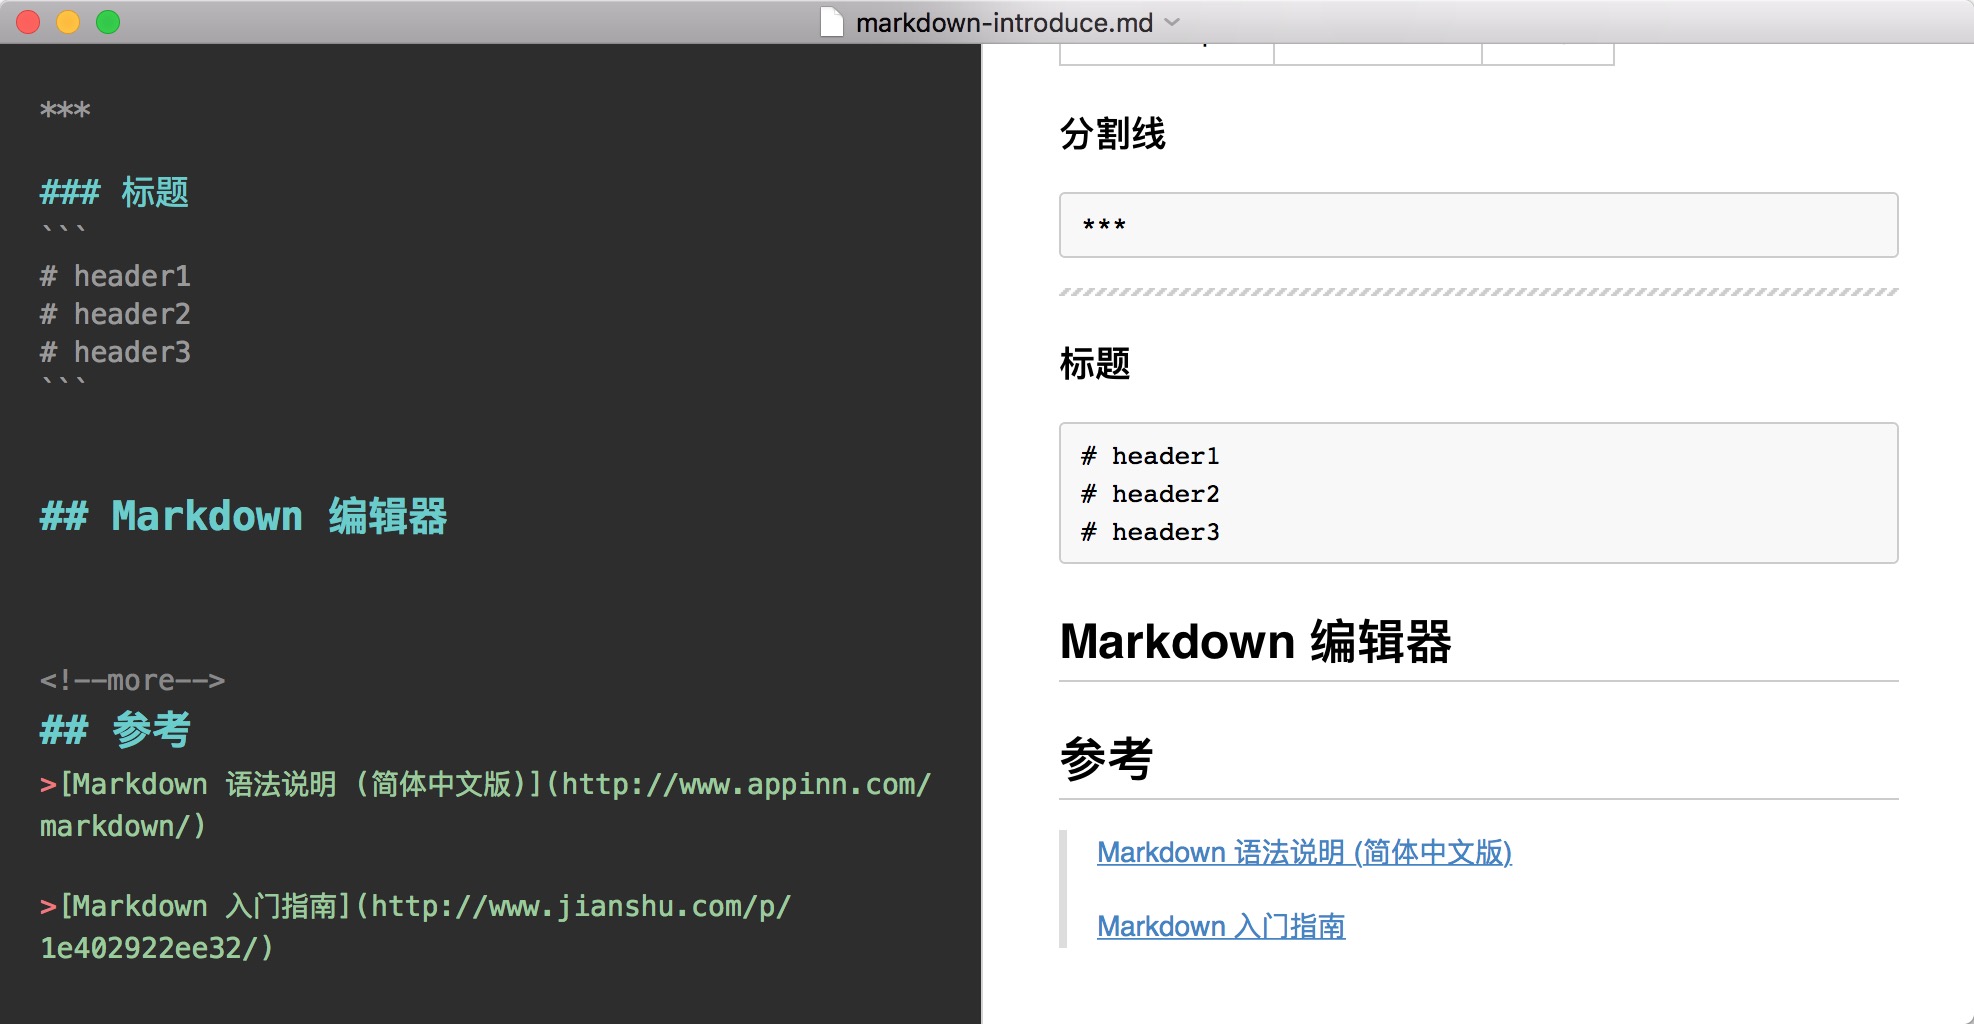 markdown-introduce.md
***
### 标题
```
# header1
# header2
# header3
```
## Markdown 编辑器
<!--more-->
## 参考
>[Markdown 语法说明 (简体中文版)](http://www.appinn.com/
markdown/)
>[Markdown 入门指南](http://www.jianshu.com/p/
1e402922ee32/)
分割线
***
标题
# header1
# header2
# header3
Markdown 编辑器
参考
Markdown 语法说明 (简体中文版)
Markdown 入门指南